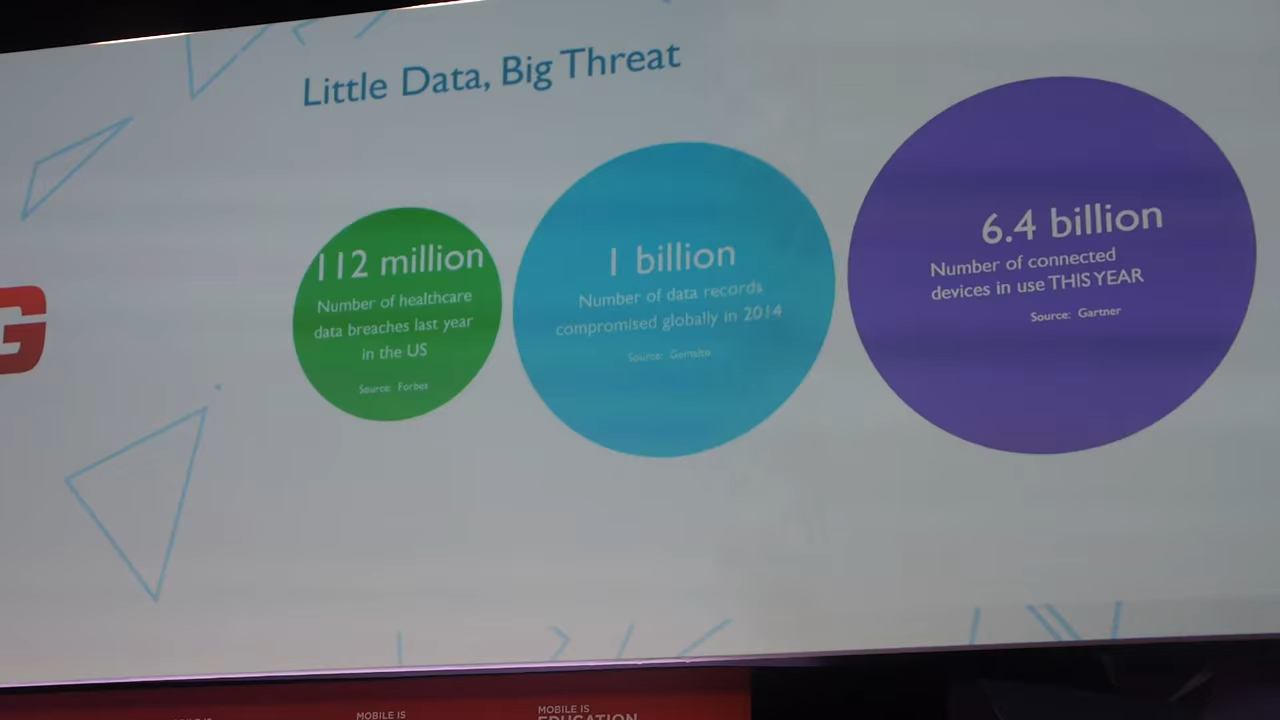 Little Data, Big Threat
G
112 million
Number of healthcare
data breaches last year
in the US
Source: Forbes
1 billion
Number of data records
compromised globally in 2014
Source: Gemalto
6.4 billion
Number of connected
devices in use THIS YEAR
Source: Gartner
MOBILE IS
MOBILE IS
EDUCATION